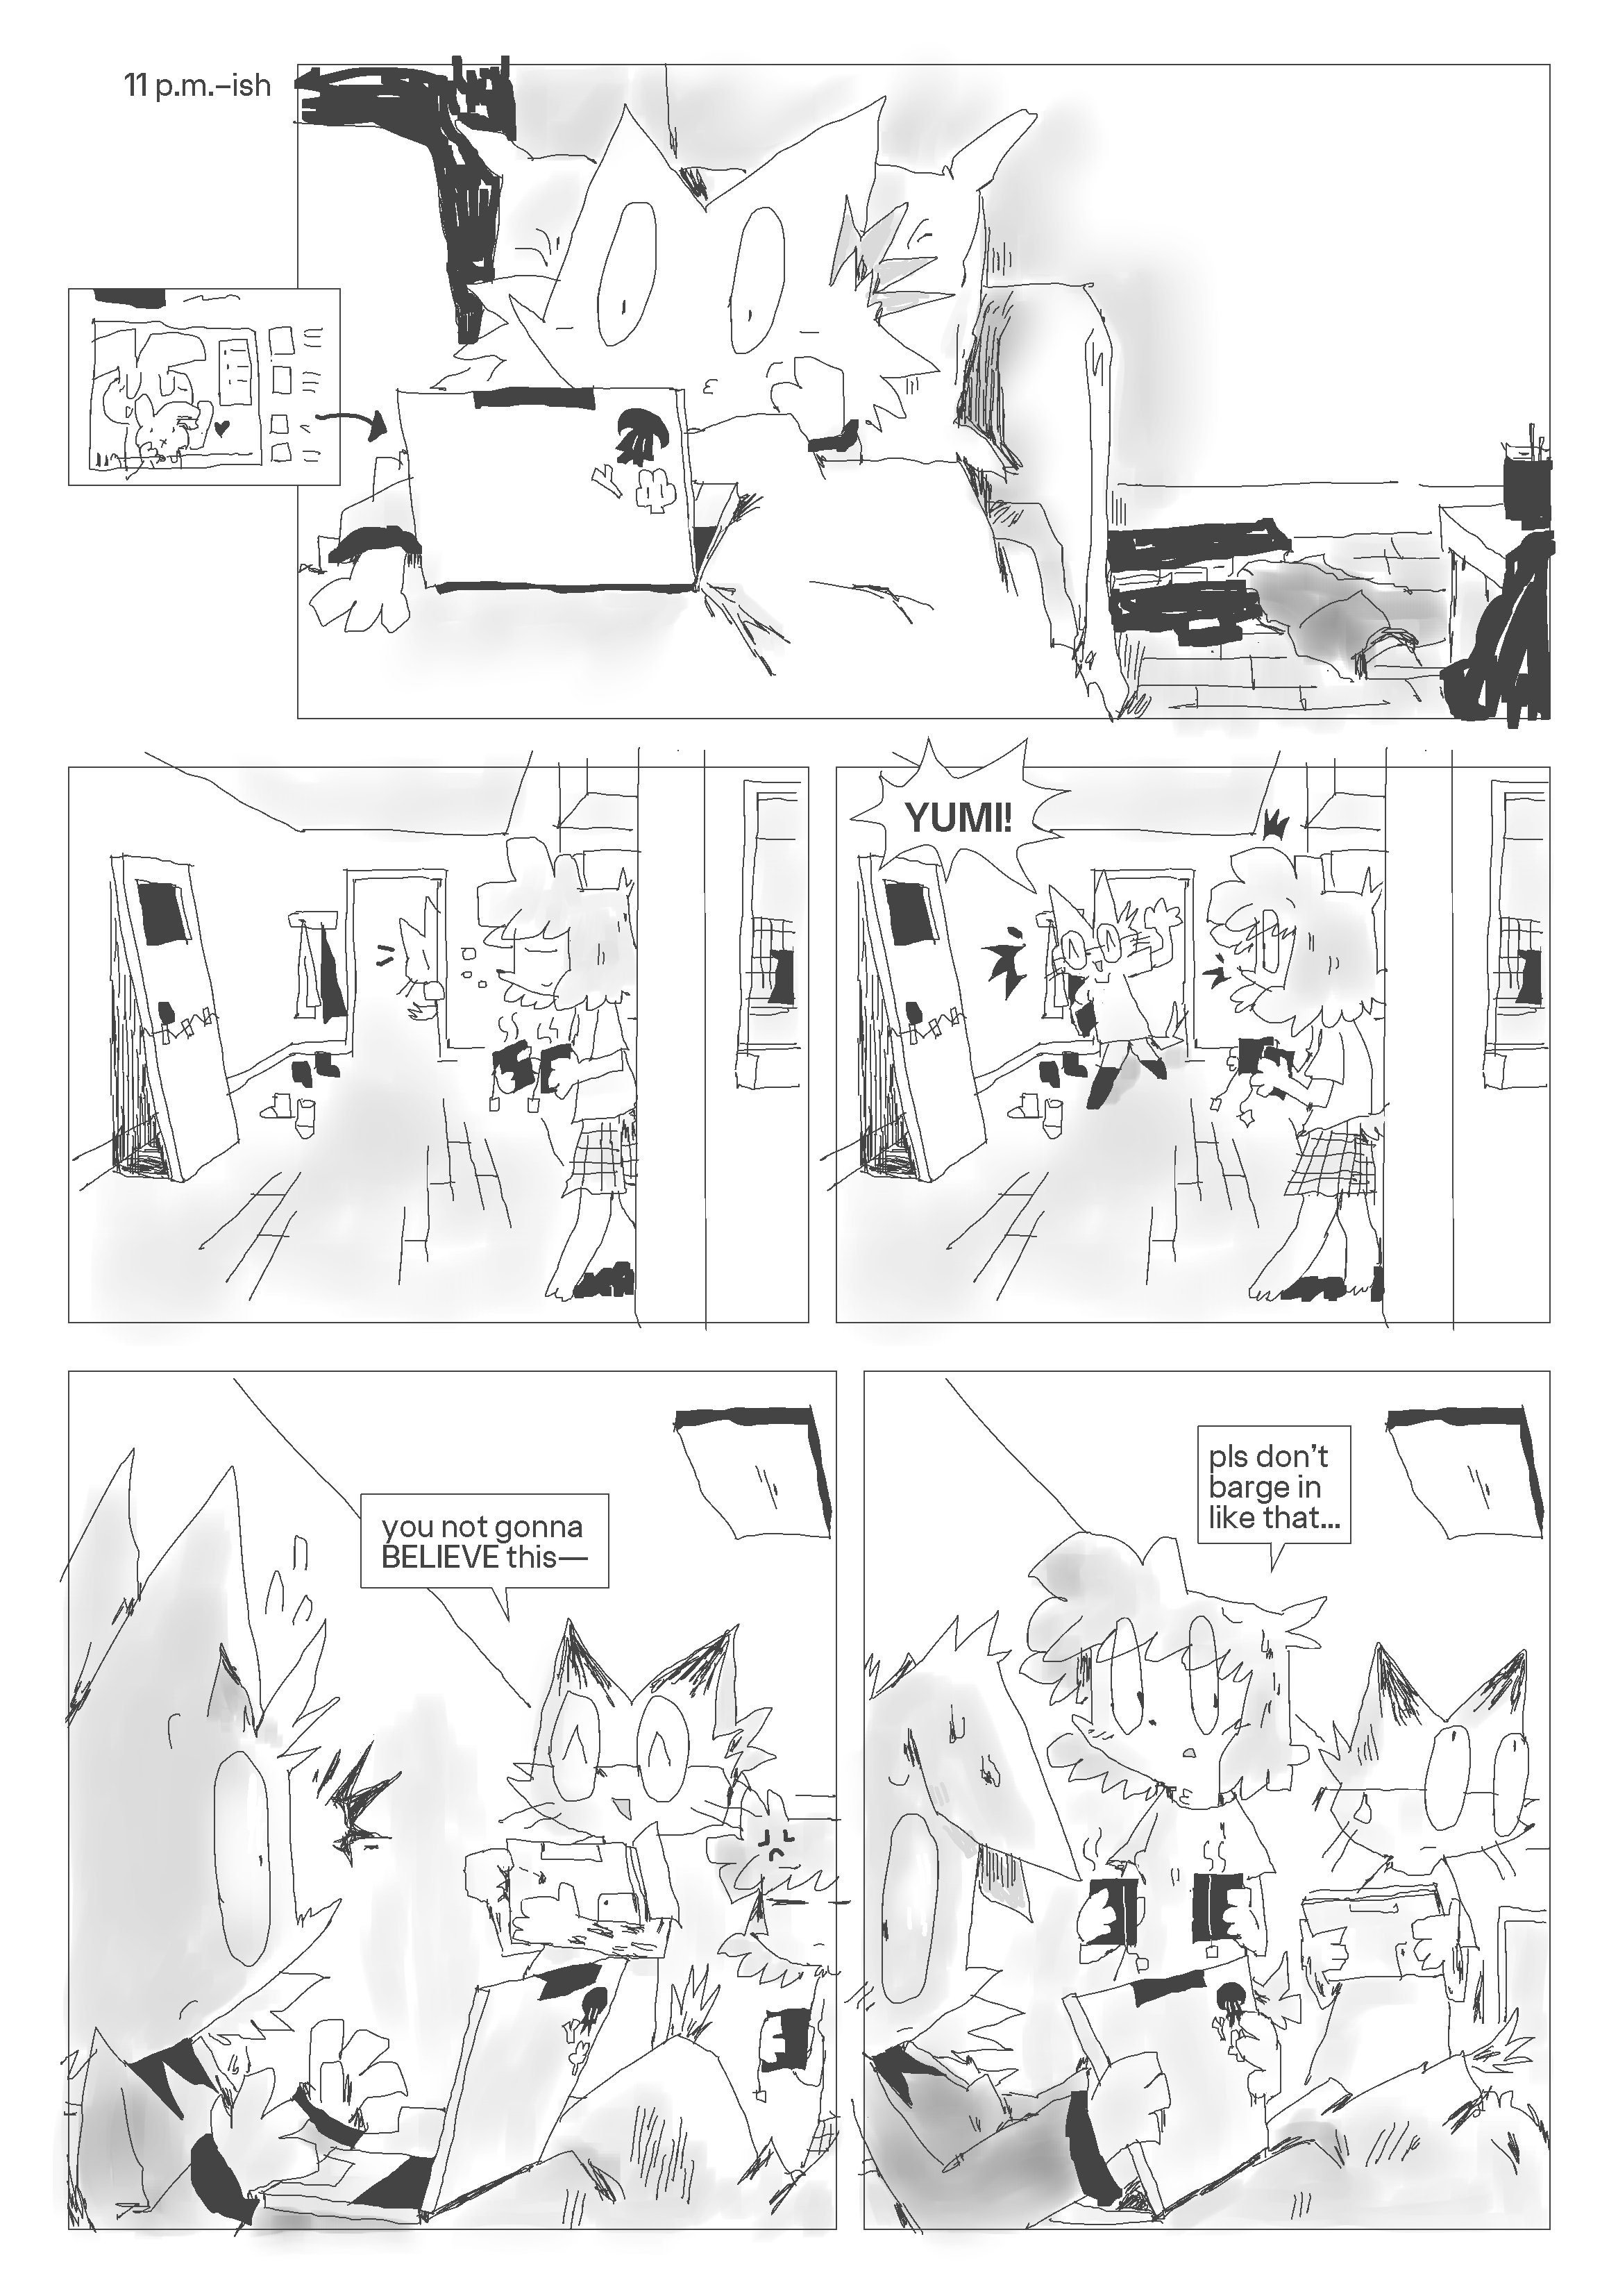 11 p.m.–ish
YUMI!
you not gonna
BELIEVE this—
pls don’t
barge in
like that...